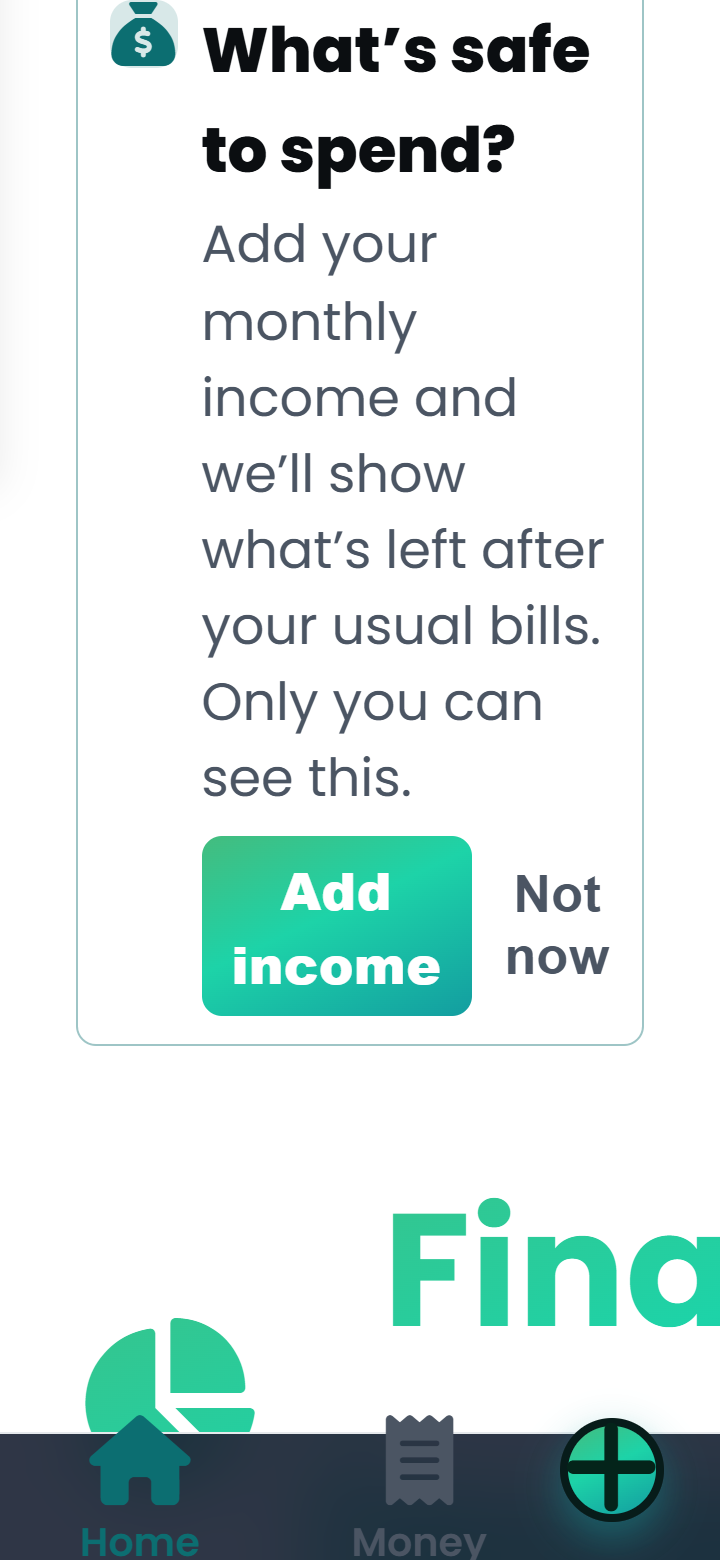 What’s safe
to spend?
Add your
monthly
income and
we’ll show
what’s left after
your usual bills.
Only you can
see this.
Add
income
Not
now
Fina
Home
Money